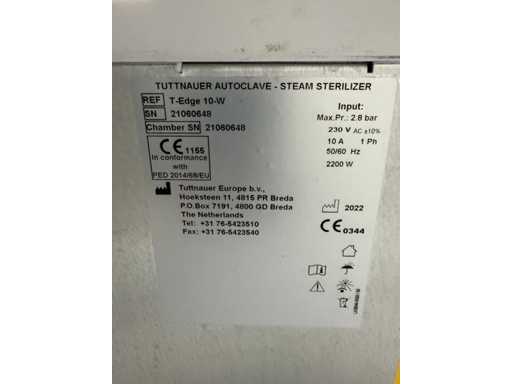 TUTTNAUER AUTOCLAVE - STEAM STERILIZER
REF T-Edge 10-W
SN 21060648
Chamber SN 21060648
CE 1155
In conformance
with
PED 2014/68/EU
Input:
Max.Pr.: 2.8 bar
230 V AC ±10%
10 A 1 Ph
50/60 Hz
2200 W
Tuttnauer Europe b.v.,
Hoeksteen 11, 4815 PR Breda
P.O.Box 7191, 4800 GD Breda
The Netherlands
Tel: +31 76-5423510
Fax: +31 76-5423540
2022
CE 0344